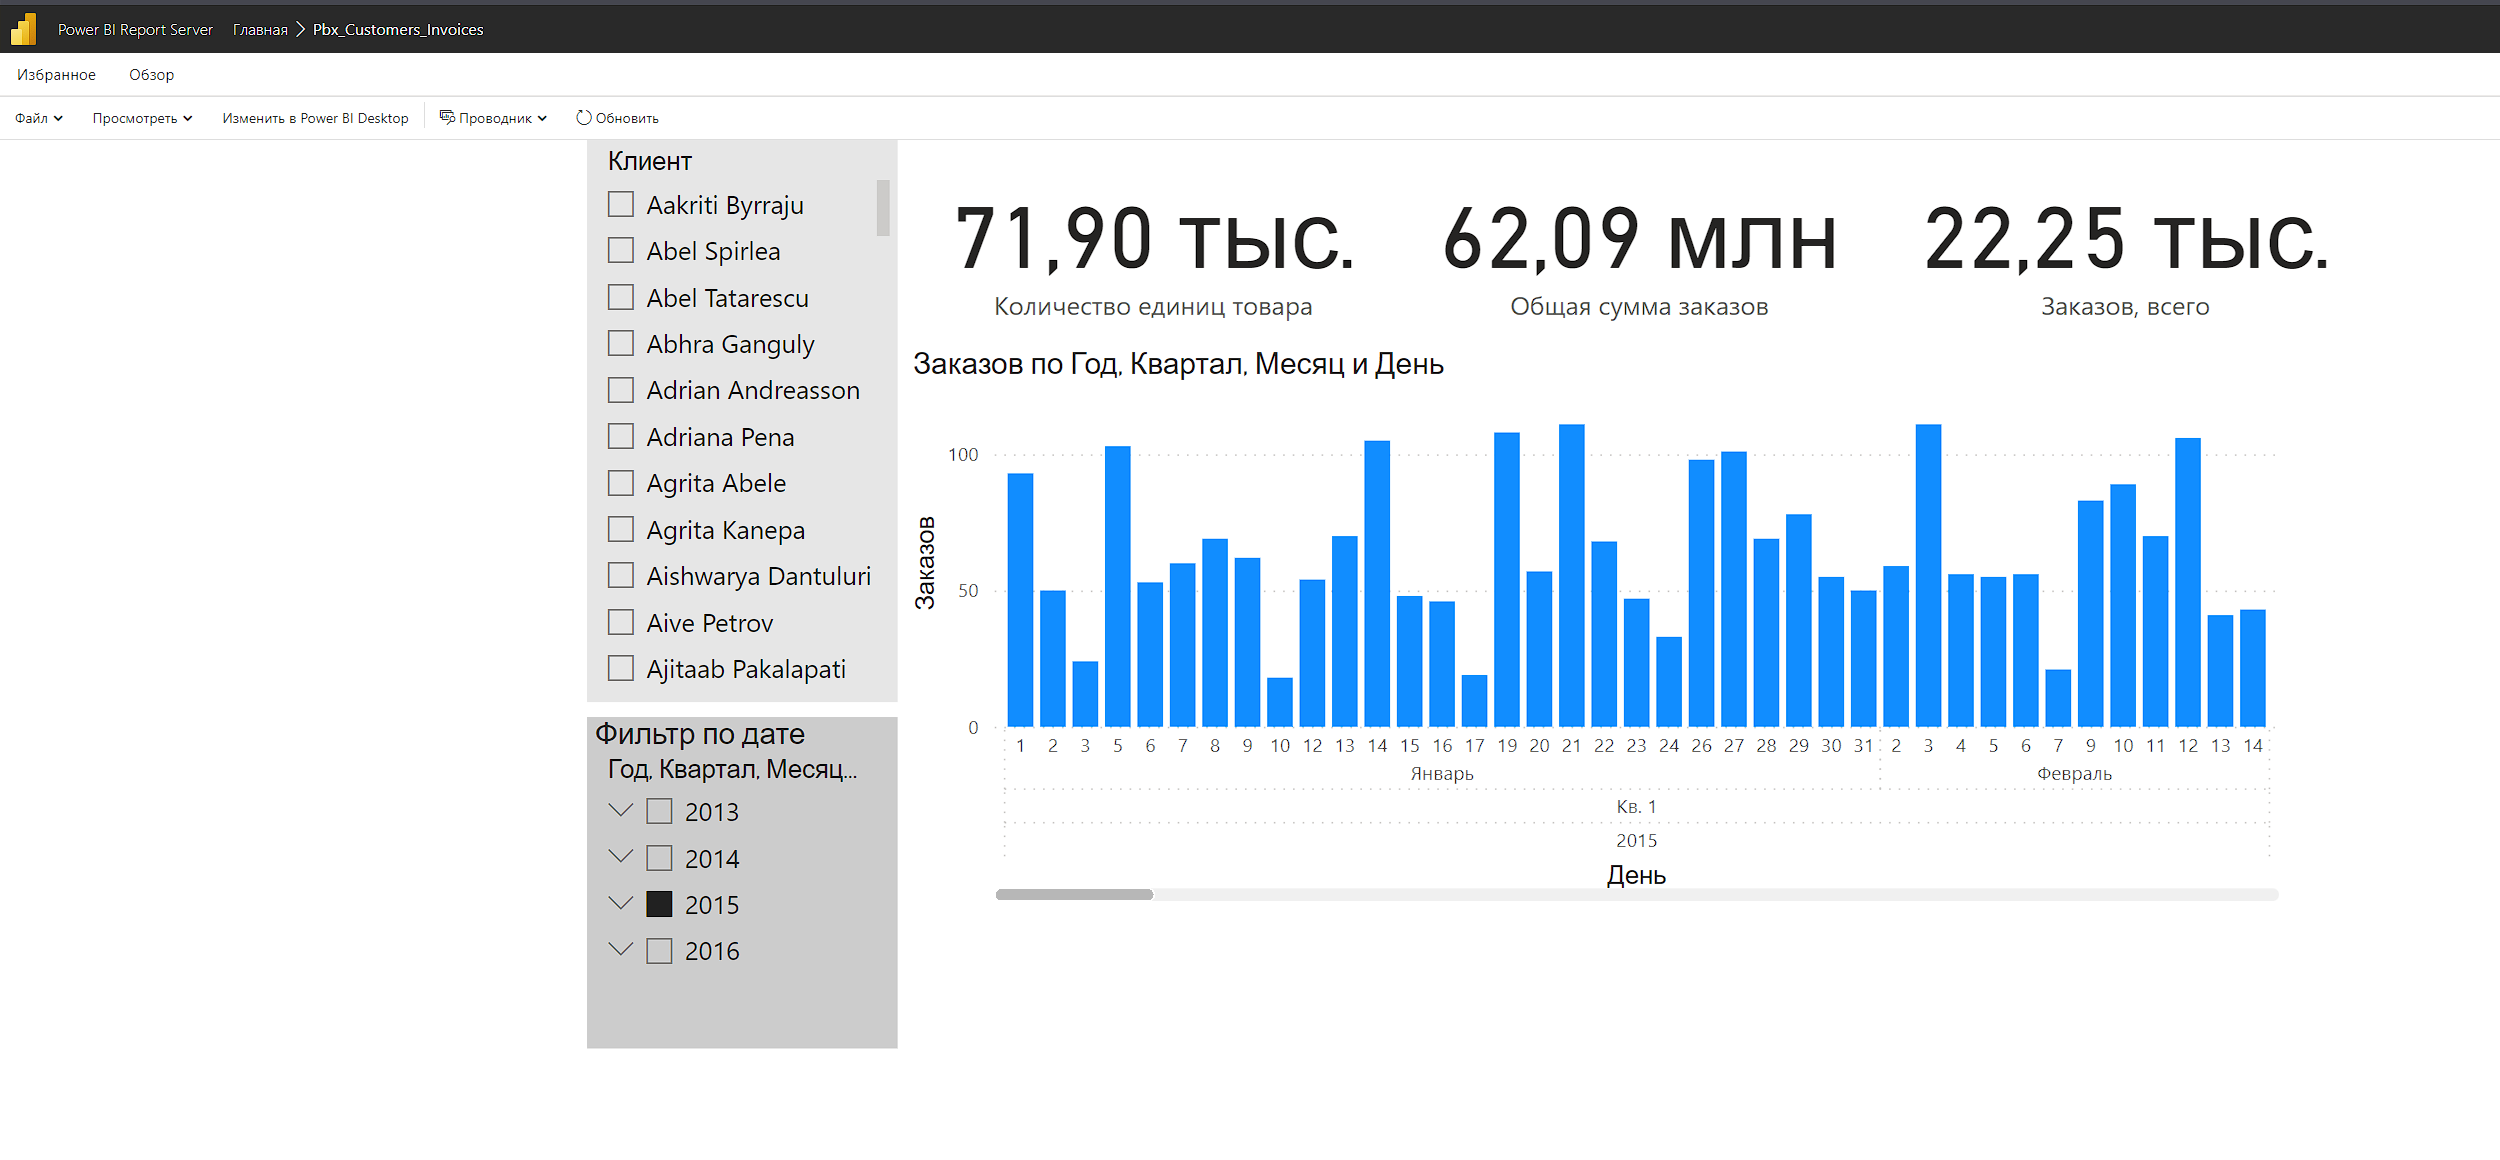 Power BI Report Server Главная Pbx_Customers_Invoices
Избранное Обзор
Файл Просмотреть Изменить в Power BI Desktop Проводник Обновить
Клиент
Aakriti Byrraju
Abel Spirlea
Abel Tatarescu
Abhra Ganguly
Adrian Andreasson
Adriana Pena
Agrita Abele
Agrita Kanepa
Aishwarya Dantuluri
Aive Petrov
Ajitaab Pakalapati
Фильтр по дате
Год, Квартал, Месяц...
2013
2014
2015
2016
71,90 тыс. 62,09 млн 22,25 тыс.
Количество единиц товара Общая сумма заказов Заказов, всего
Заказов по Год, Квартал, Месяц и День
Заказов
100
50
0
1 2 3 5 6 7 8 9 10 12 13 14 15 16 17 19 20 21 22 23 24 26 27 28 29 30 31 2 3 4 5 6 7 9 10 11 12 13 14
Январь Февраль
Кв. 1
2015
День